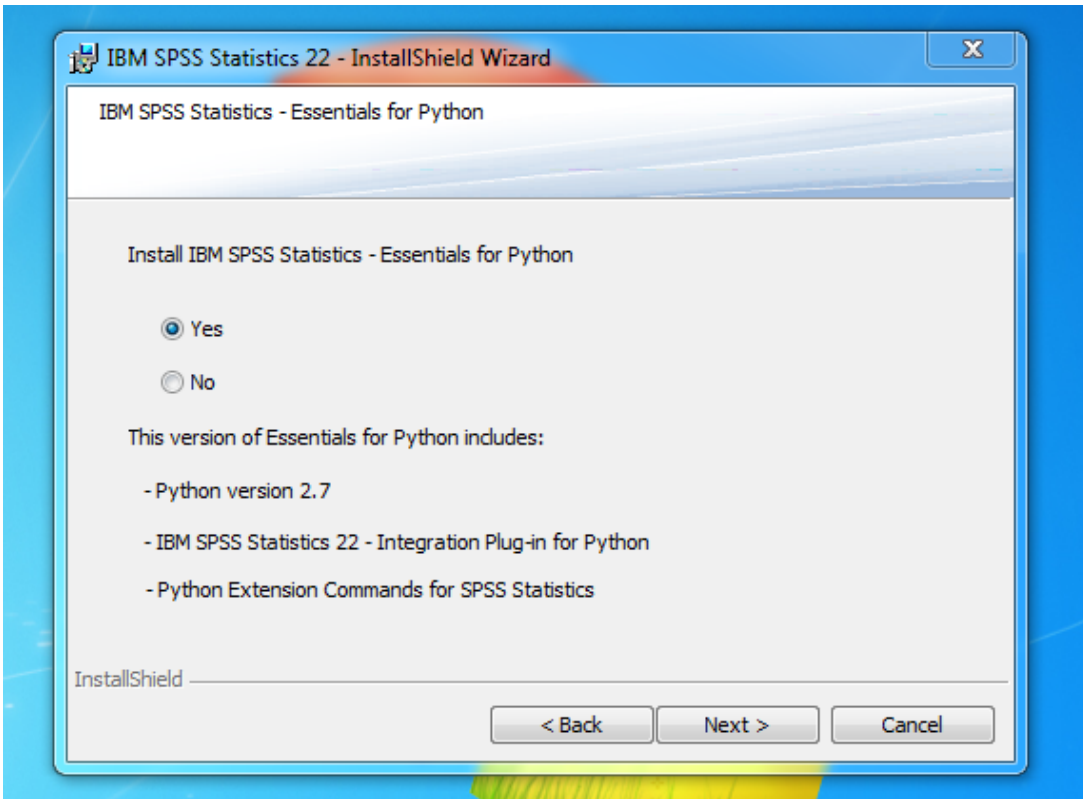 IBM SPSS Statistics 22 - InstallShield Wizard
IBM SPSS Statistics - Essentials for Python
Install IBM SPSS Statistics - Essentials for Python
Yes
No
This version of Essentials for Python includes:
- Python version 2.7
- IBM SPSS Statistics 22 - Integration Plug-in for Python
- Python Extension Commands for SPSS Statistics
InstallShield
< Back Next > Cancel